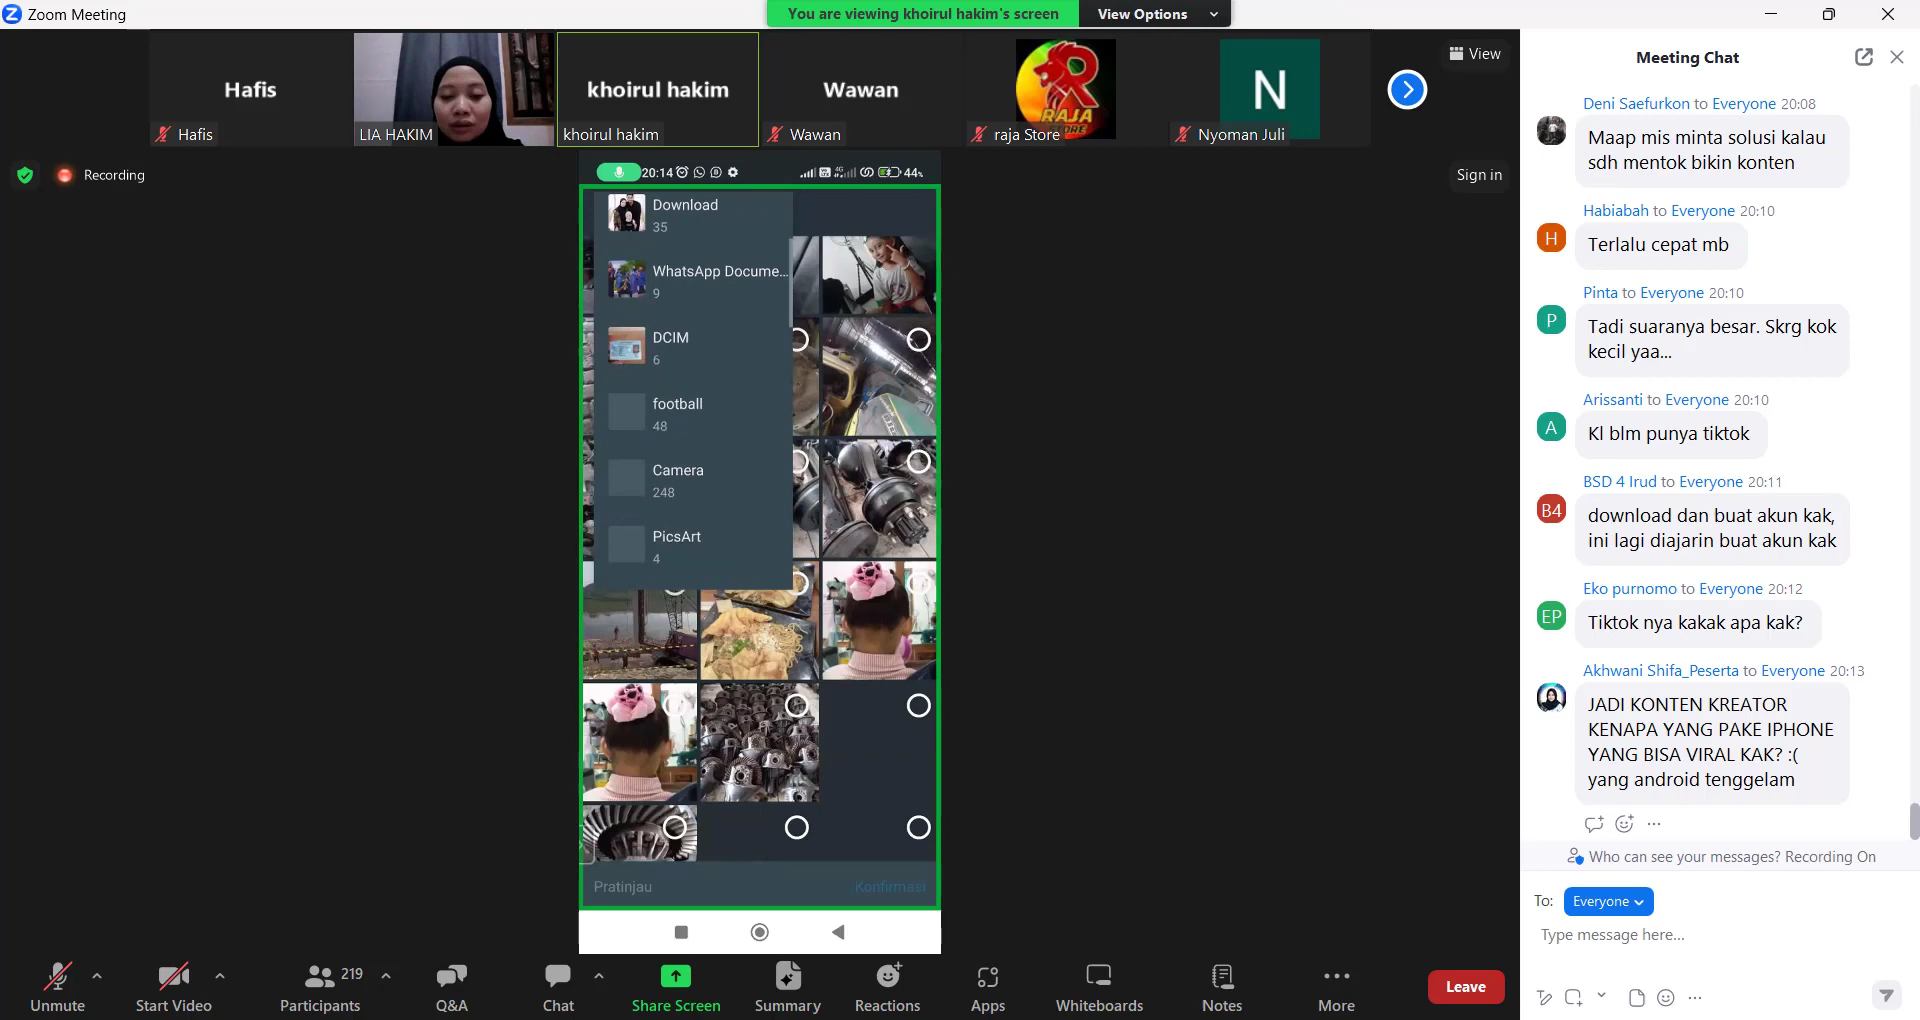 Zoom Meeting
You are viewing khoirul hakim's screen
View Options
Hafis
Hafis
LIA HAKIM
khoirul hakim
khoirul hakim
Wawan
Wawan
RAJA
raja Store
N
Nyoman Juli
View
Recording
Sign in
20:14
44%
Download
35
WhatsApp Docume...
9
DCIM
6
football
48
Camera
248
PicsArt
4
Pratinjau
Konfirmasi
Meeting Chat
Deni Saefurkon to Everyone 20:08
Maap mis minta solusi kalau
sdh mentok bikin konten
Habiabah to Everyone 20:10
H
Terlalu cepat mb
Pinta to Everyone 20:10
P
Tadi suaranya besar. Skrg kok
kecil yaa...
Arissanti to Everyone 20:10
A
Kl blm punya tiktok
BSD 4 Irud to Everyone 20:11
B4
download dan buat akun kak,
ini lagi diajarin buat akun kak
Eko purnomo to Everyone 20:12
EP
Tiktok nya kakak apa kak?
Akhwani Shifa_Peserta to Everyone 20:13
JADI KONTEN KREATOR
KENAPA YANG PAKE IPHONE
YANG BISA VIRAL KAK? :(
yang android tenggelam
Who can see your messages? Recording On
To:
Everyone
Type message here...
Unmute
Start Video
219
Participants
Q&A
Chat
Share Screen
Summary
Reactions
Apps
Whiteboards
Notes
More
Leave